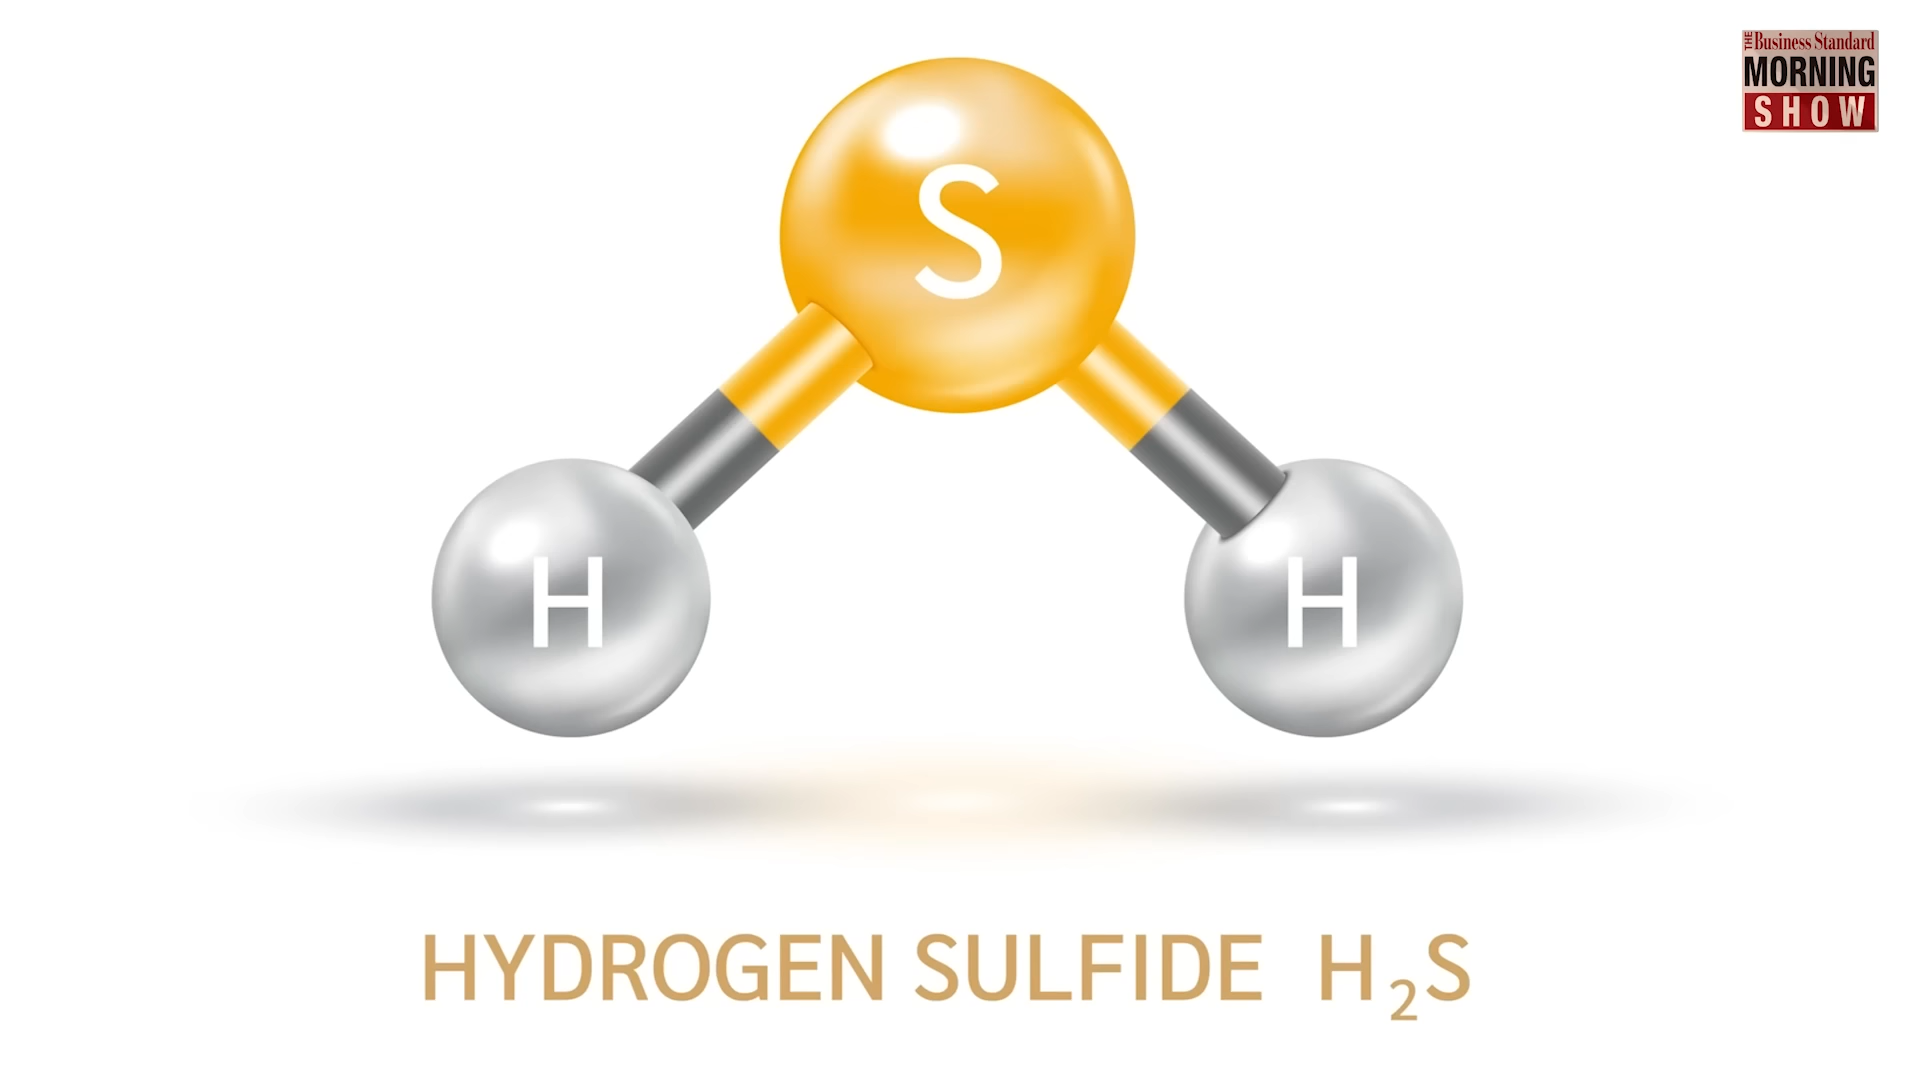 THE Business Standard
MORNING
SHOW
S
H H
HYDROGEN SULFIDE H₂S